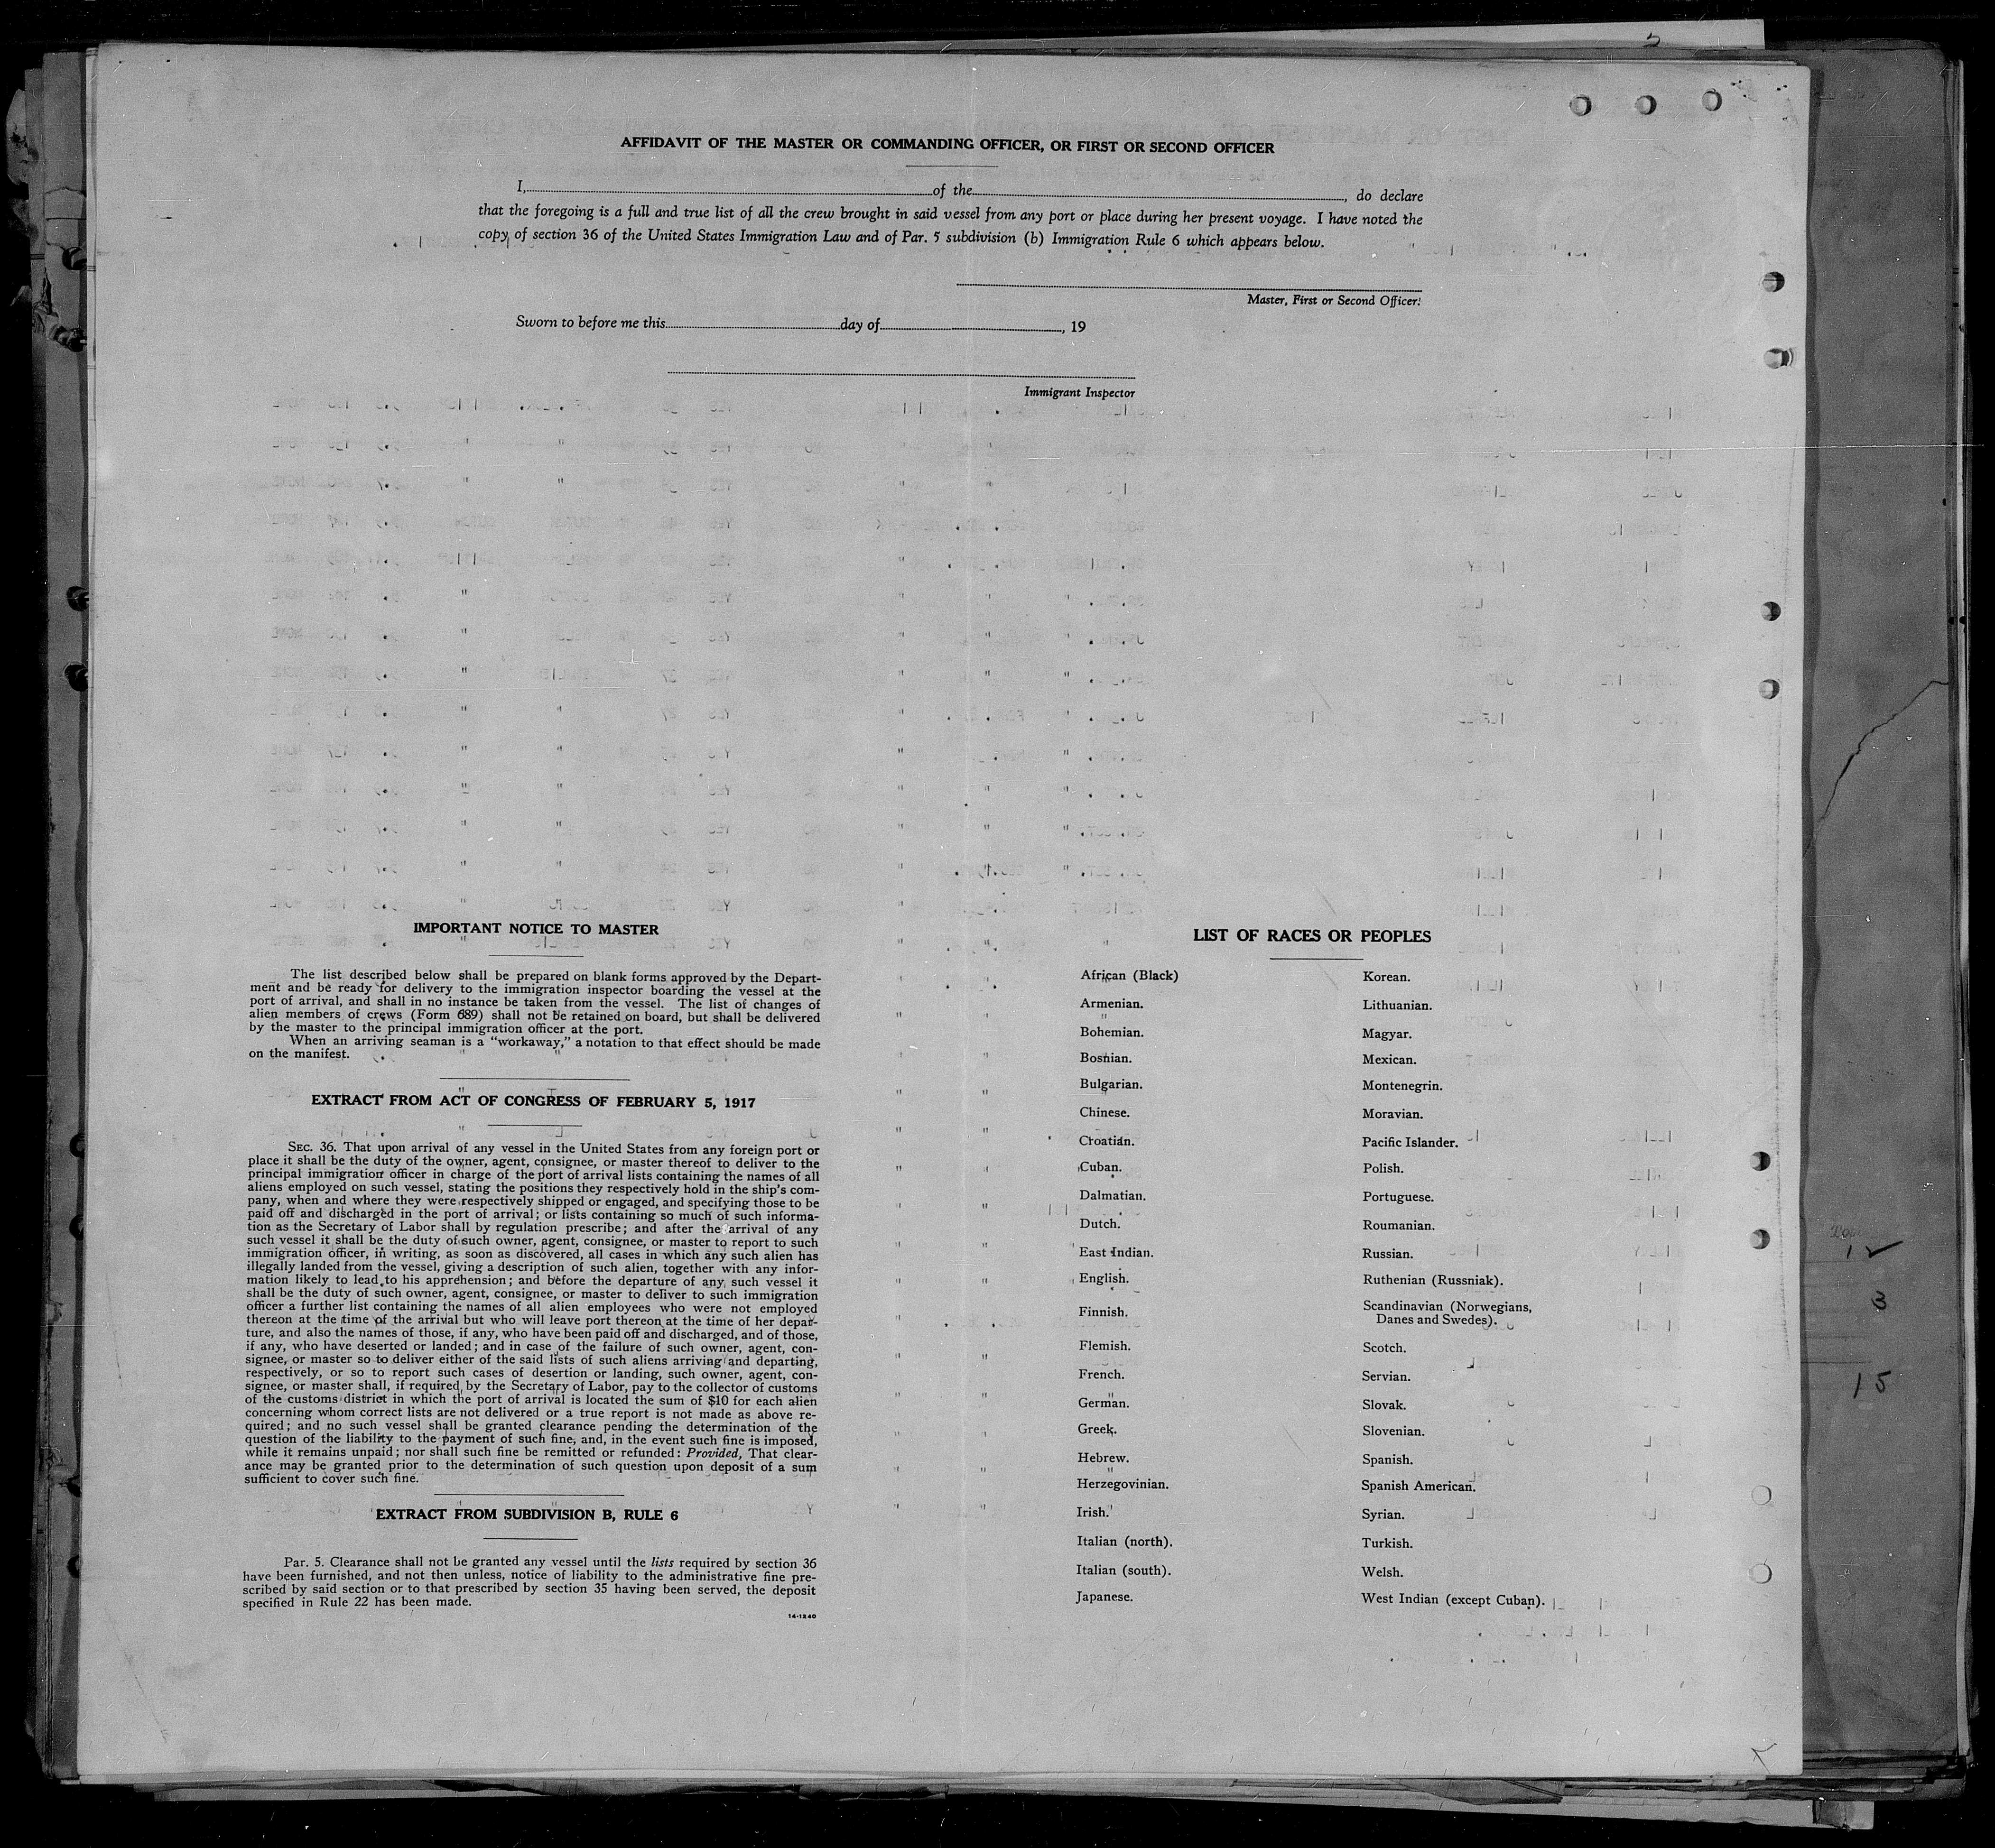 AFFIDAVIT OF THE MASTER OR COMMANDING OFFICER, OR FIRST OR SECOND OFFICER
I, of the , do declare
that the foregoing is a full and true list of all the crew brought in said vessel from any port or place during her present voyage. I have noted the
copy of section 36 of the United States Immigration Law and of Par. 5 subdivision (b) Immigration Rule 6 which appears below.
Master, First or Second Officer.
Sworn to before me this day of , 19
Immigrant Inspector
IMPORTANT NOTICE TO MASTER
The list described below shall be prepared on blank forms approved by the Depart-
ment and be ready for delivery to the immigration inspector boarding the vessel at the
port of arrival, and shall in no instance be taken from the vessel. The list of changes of
alien members of crews (Form 689) shall not be retained on board, but shall be delivered
by the master to the principal immigration officer at the port.
When an arriving seaman is a "workaway," a notation to that effect should be made
on the manifest.
EXTRACT FROM ACT OF CONGRESS OF FEBRUARY 5, 1917
SEC. 36. That upon arrival of any vessel in the United States from any foreign port or
place it shall be the duty of the owner, agent, consignee, or master thereof to deliver to the
principal immigration officer in charge of the port of arrival lists containing the names of all
aliens employed on such vessel, stating the positions they respectively hold in the ship's com-
pany, when and where they were respectively shipped or engaged, and specifying those to be
paid off and discharged in the port of arrival; or lists containing so much of such informa-
tion as the Secretary of Labor shall by regulation prescribe; and after the arrival of any
such vessel it shall be the duty of such owner, agent, consignee, or master to report to such
immigration officer, in writing, as soon as discovered, all cases in which any such alien has
illegally landed from the vessel, giving a description of such alien, together with any infor-
mation likely to lead to his apprehension; and before the departure of any such vessel it
shall be the duty of such owner, agent, consignee, or master to deliver to such immigration
officer a further list containing the names of all alien employees who were not employed
thereon at the time of the arrival but who will leave port thereon at the time of her depar-
ture, and also the names of those, if any, who have been paid off and discharged, and of those,
if any, who have deserted or landed; and in case of the failure of such owner, agent, con-
signee, or master so to deliver either of the said lists of such aliens arriving and departing,
respectively, or so to report such cases of desertion or landing, such owner, agent, con-
signee, or master shall, if required by the Secretary of Labor, pay to the collector of customs
of the customs district in which the port of arrival is located the sum of $10 for each alien
concerning whom correct lists are not delivered or a true report is not made as above re-
quired; and no such vessel shall be granted clearance pending the determination of the
question of the liability to the payment of such fine, and, in the event such fine is imposed,
while it remains unpaid; nor shall such fine be remitted or refunded: Provided, That clear-
ance may be granted prior to the determination of such question upon deposit of a sum
sufficient to cover such fine.
EXTRACT FROM SUBDIVISION B, RULE 6
Par. 5. Clearance shall not be granted any vessel until the lists required by section 36
have been furnished, and not then unless, notice of liability to the administrative fine pre-
scribed by said section or to that prescribed by section 35 having been served, the deposit
specified in Rule 22 has been made.
14-1240
LIST OF RACES OR PEOPLES
African (Black)
Armenian.
Bohemian.
Bosnian.
Bulgarian.
Chinese.
Croatian.
Cuban.
Dalmatian.
Dutch.
East Indian.
English.
Finnish.
Flemish.
French.
German.
Greek.
Hebrew.
Herzegovinian.
Irish.
Italian (north).
Italian (south).
Japanese.
Korean.
Lithuanian.
Magyar.
Mexican.
Montenegrin.
Moravian.
Pacific Islander.
Polish.
Portuguese.
Roumanian.
Russian.
Ruthenian (Russniak).
Scandinavian (Norwegians,
Danes and Swedes).
Scotch.
Servian.
Slovak.
Slovenian.
Spanish.
Spanish American.
Syrian.
Turkish.
Welsh.
West Indian (except Cuban).
12
3
15